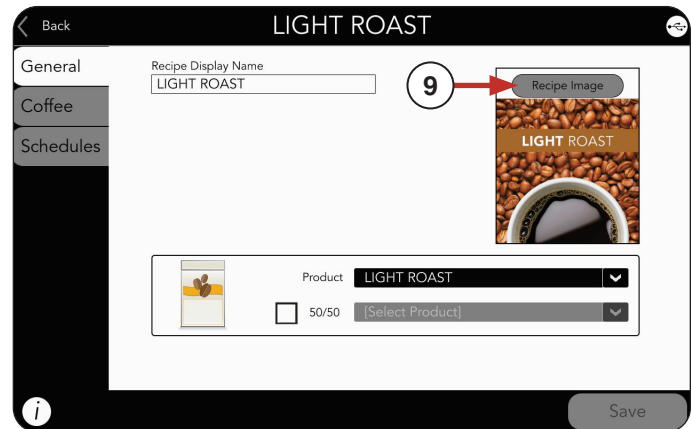 Back
LIGHT ROAST
General
Coffee
Schedules
Recipe Display Name
LIGHT ROAST
9
Recipe Image
LIGHT ROAST
Product
LIGHT ROAST
50/50
[Select Product]
i
Save